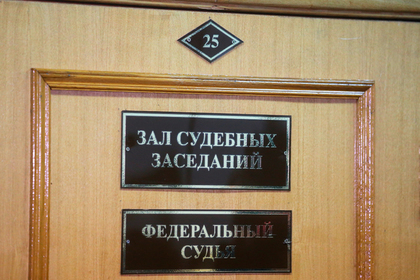 25
ЗАЛ СУДЕБНЫХ
ЗАСЕДАНИЙ
ФЕДЕРАЛЬНЫЙ
СУДЬЯ